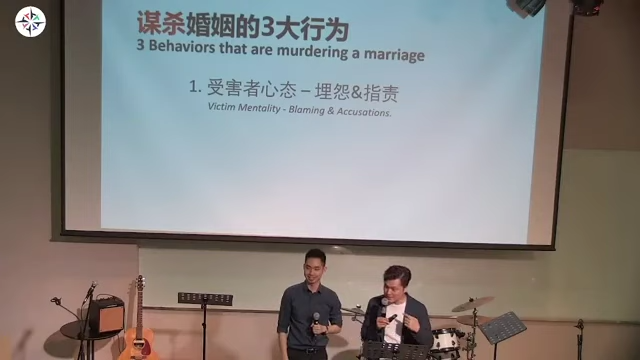 谋杀婚姻的3大行为
3 Behaviors that are murdering a marriage
1. 受害者心态 – 埋怨&指责
Victim Mentality - Blaming & Accusations.